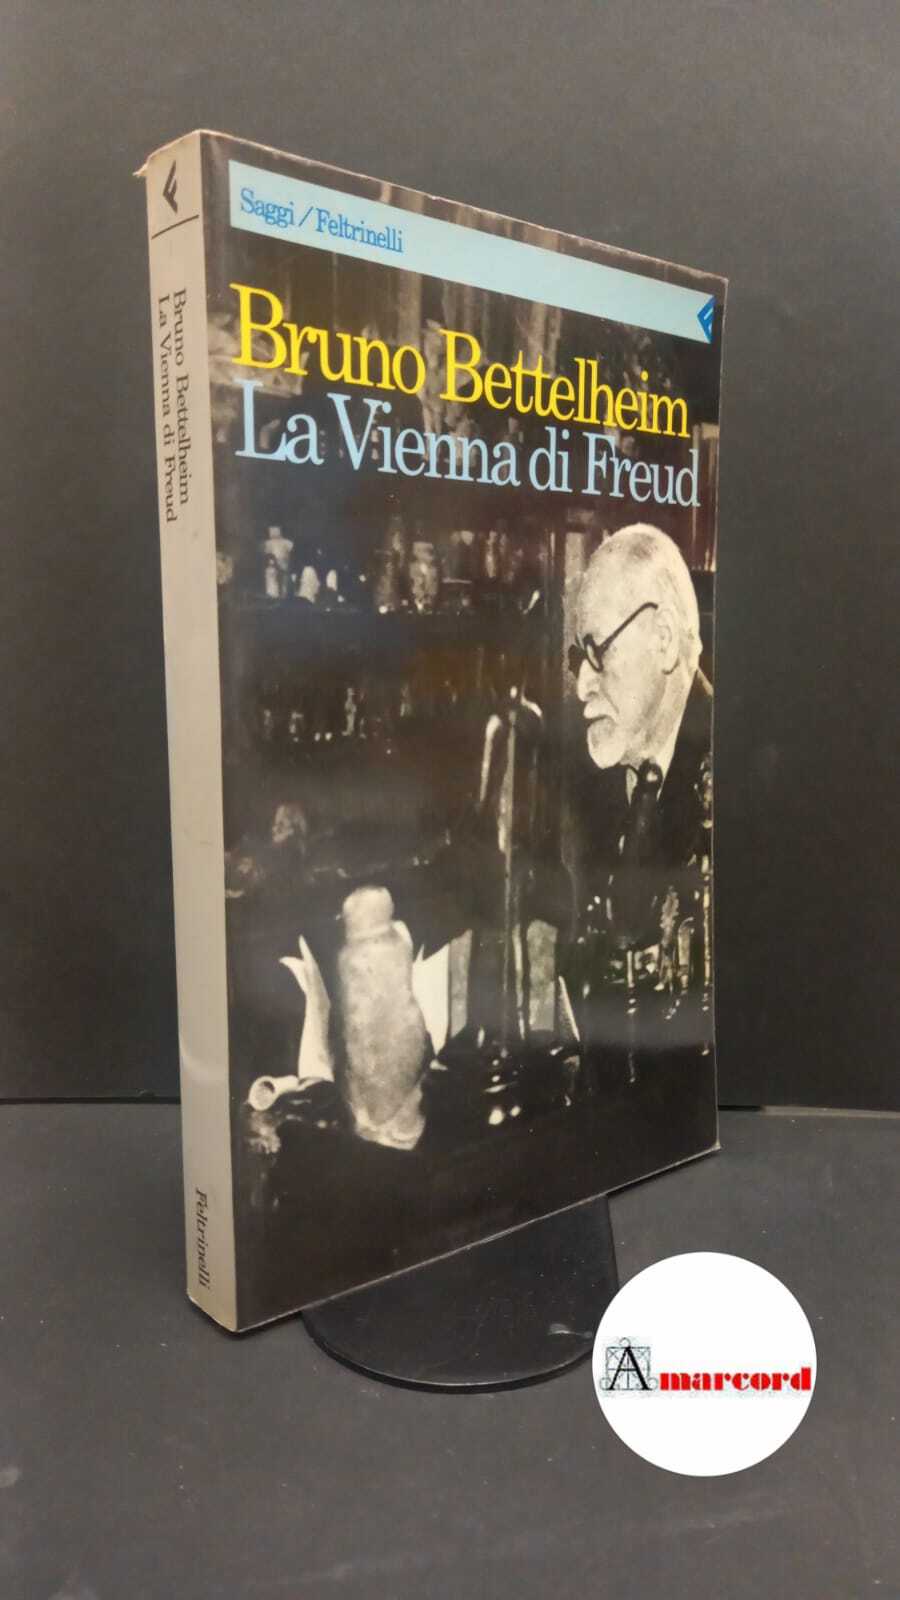 Saggi/Feltrinelli
Bruno Bettelheim
La Vienna di Freud
Bruno Bettelheim
La Vienna di Freud
Feltrinelli
Amarcord